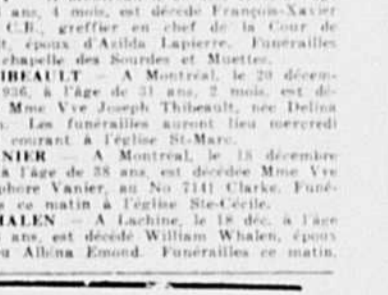 ans, 4 mois, est décédé François-Xavier
C.R., greffier en chef de la Cour de
époux d'Azilda Lapierre. Funérailles
chapelle des Sourdes et Muettes.
IBEAULT — A Montréal, le 20 décem-
936, à l'âge de 31 ans, 2 mois, est dé-
Mme Vve Joseph Thibeault, née Delina
Les funérailles auront lieu mercredi
courant à l'église St-Marc.
NIER — A Montréal, le 18 décembre
à l'âge de 38 ans, est décédée Mme Vve
phore Vanier, au No 7141 Clarke. Funé-
s ce matin à l'église Ste-Cécile.
HALEN — A Lachine, le 18 déc. à l'âge
ans, est décédé William Whalen, époux
u Albéna Emond. Funérailles ce matin.